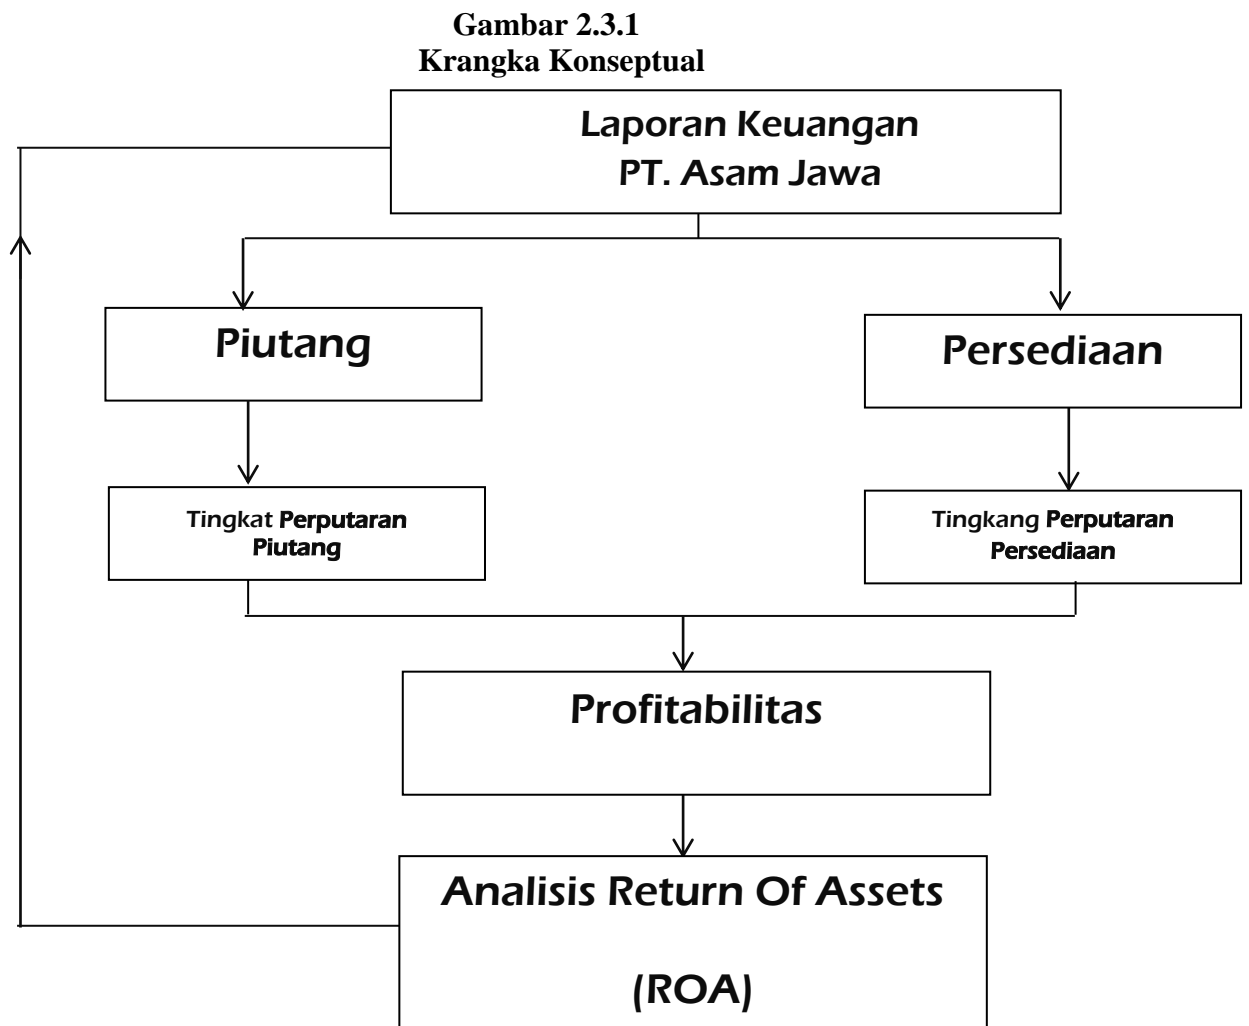 Gambar 2.3.1
Krangka Konseptual
Laporan Keuangan
PT. Asam Jawa
Piutang
Persediaan
Tingkat Perputaran
Piutang
Tingkang Perputaran
Persediaan
Profitabilitas
Analisis Return Of Assets
(ROA)